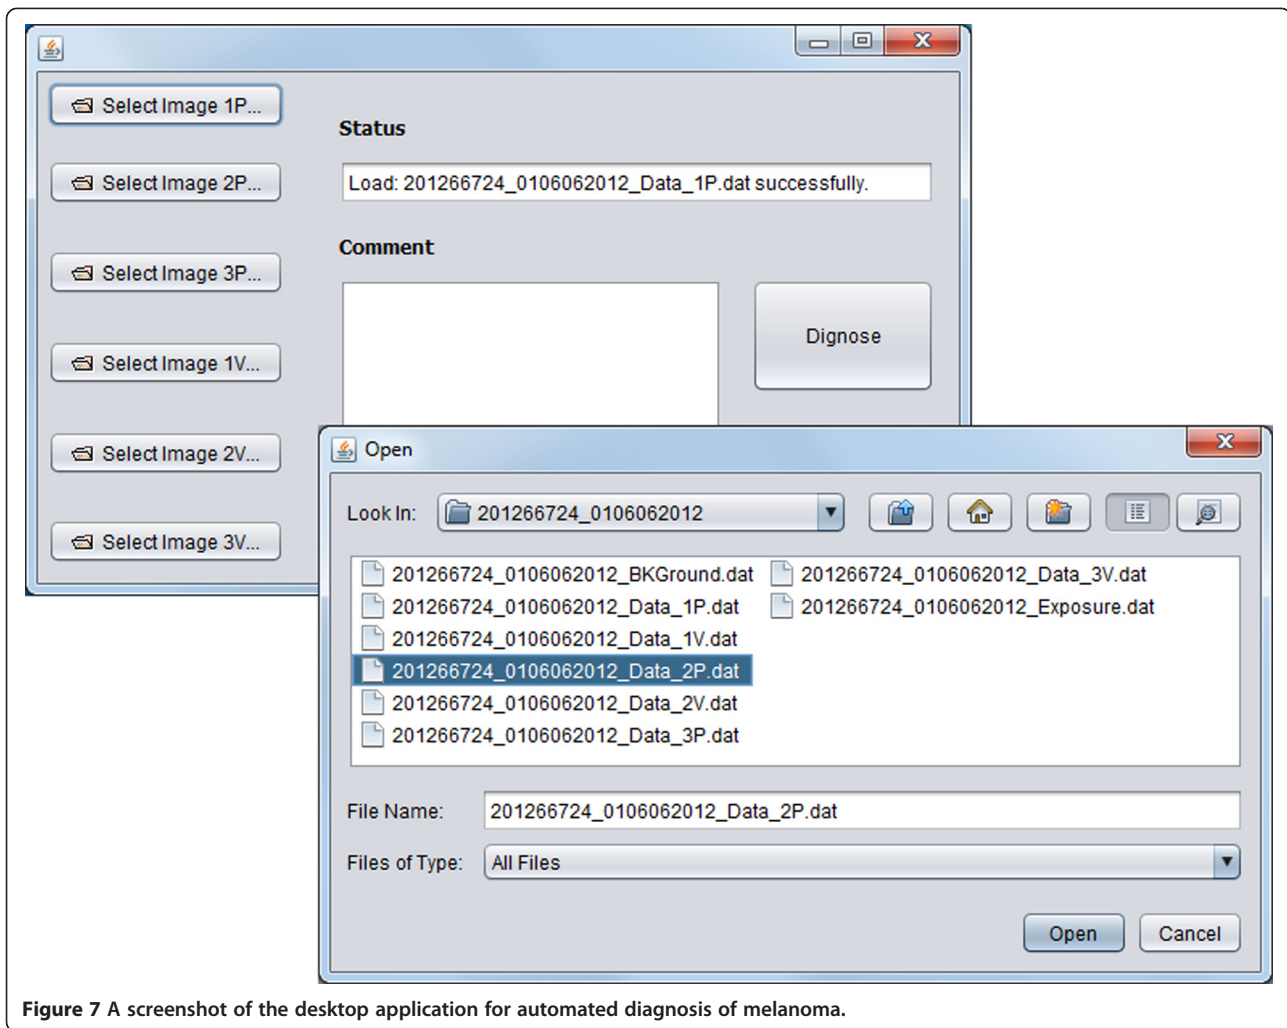 Select Image 1P...
Status
Select Image 2P...
Load: 201266724_0106062012_Data_1P.dat successfully.
Comment
Select Image 3P...
Dignose
Select Image 1V...
Select Image 2V...
Select Image 3V...
Open
Look In: 201266724_0106062012
201266724_0106062012_BKGround.dat
201266724_0106062012_Data_1P.dat
201266724_0106062012_Data_1V.dat
201266724_0106062012_Data_2P.dat
201266724_0106062012_Data_2V.dat
201266724_0106062012_Data_3P.dat
201266724_0106062012_Data_3V.dat
201266724_0106062012_Exposure.dat
File Name: 201266724_0106062012_Data_2P.dat
Files of Type: All Files
Open Cancel
Figure 7 A screenshot of the desktop application for automated diagnosis of melanoma.